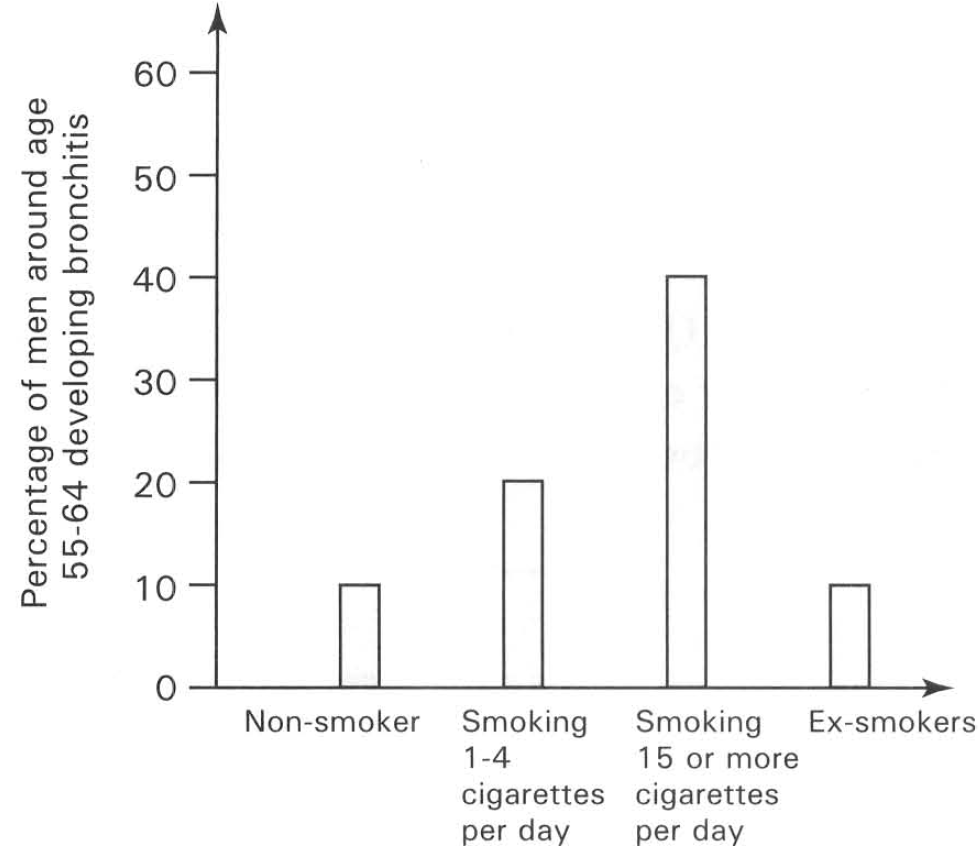 Percentage of men around age
55-64 developing bronchitis
60
50
40
30
20
10
0
Non-smoker
Smoking
1-4
cigarettes
per day
Smoking
15 or more
cigarettes
per day
Ex-smokers